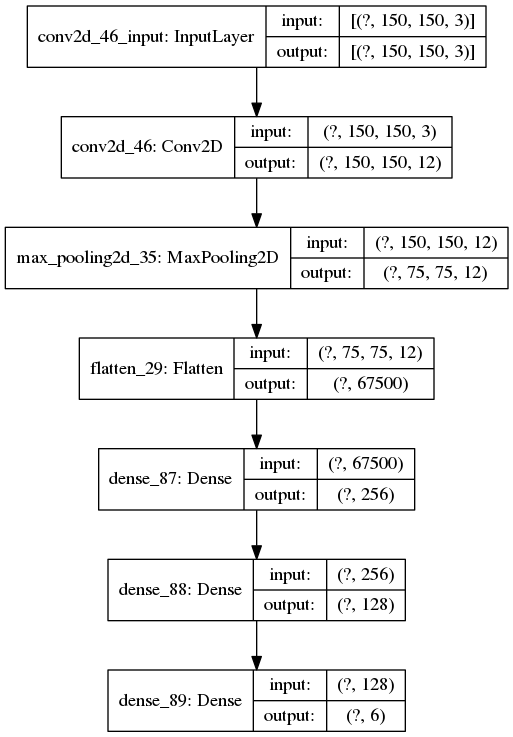 conv2d_46_input: InputLayer
input: [(?, 150, 150, 3)]
output: [(?, 150, 150, 3)]
conv2d_46: Conv2D
input: (?, 150, 150, 3)
output: (?, 150, 150, 12)
max_pooling2d_35: MaxPooling2D
input: (?, 150, 150, 12)
output: (?, 75, 75, 12)
flatten_29: Flatten
input: (?, 75, 75, 12)
output: (?, 67500)
dense_87: Dense
input: (?, 67500)
output: (?, 256)
dense_88: Dense
input: (?, 256)
output: (?, 128)
dense_89: Dense
input: (?, 128)
output: (?, 6)